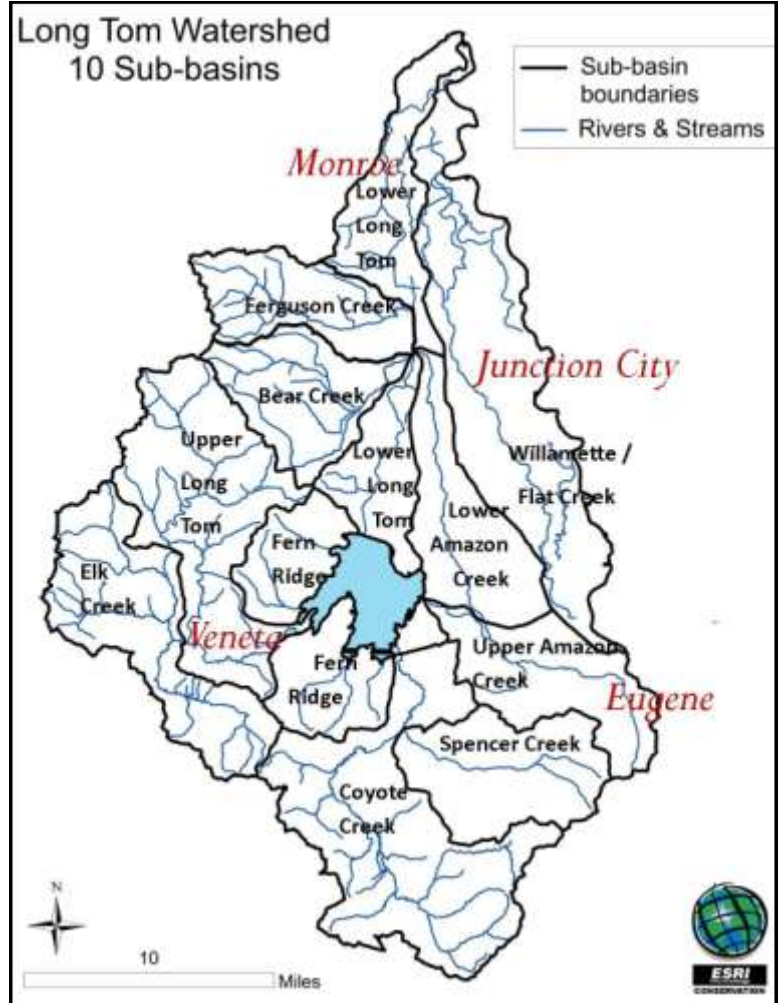 Long Tom Watershed
10 Sub-basins
Sub-basin
boundaries
Rivers & Streams
Monroe
Lower
Long
Tom
Ferguson Creek
Junction City
Bear Creek
Upper
Long
Tom
Lower
Long
Tom
Willamette /
Flat Creek
Lower
Amazon
Creek
Fern
Ridge
Elk
Creek
Veneta
Fern
Ridge
Upper Amazon
Creek
Eugene
Spencer Creek
Coyote
Creek
N
10
Miles
ESRI
CONSERVATION